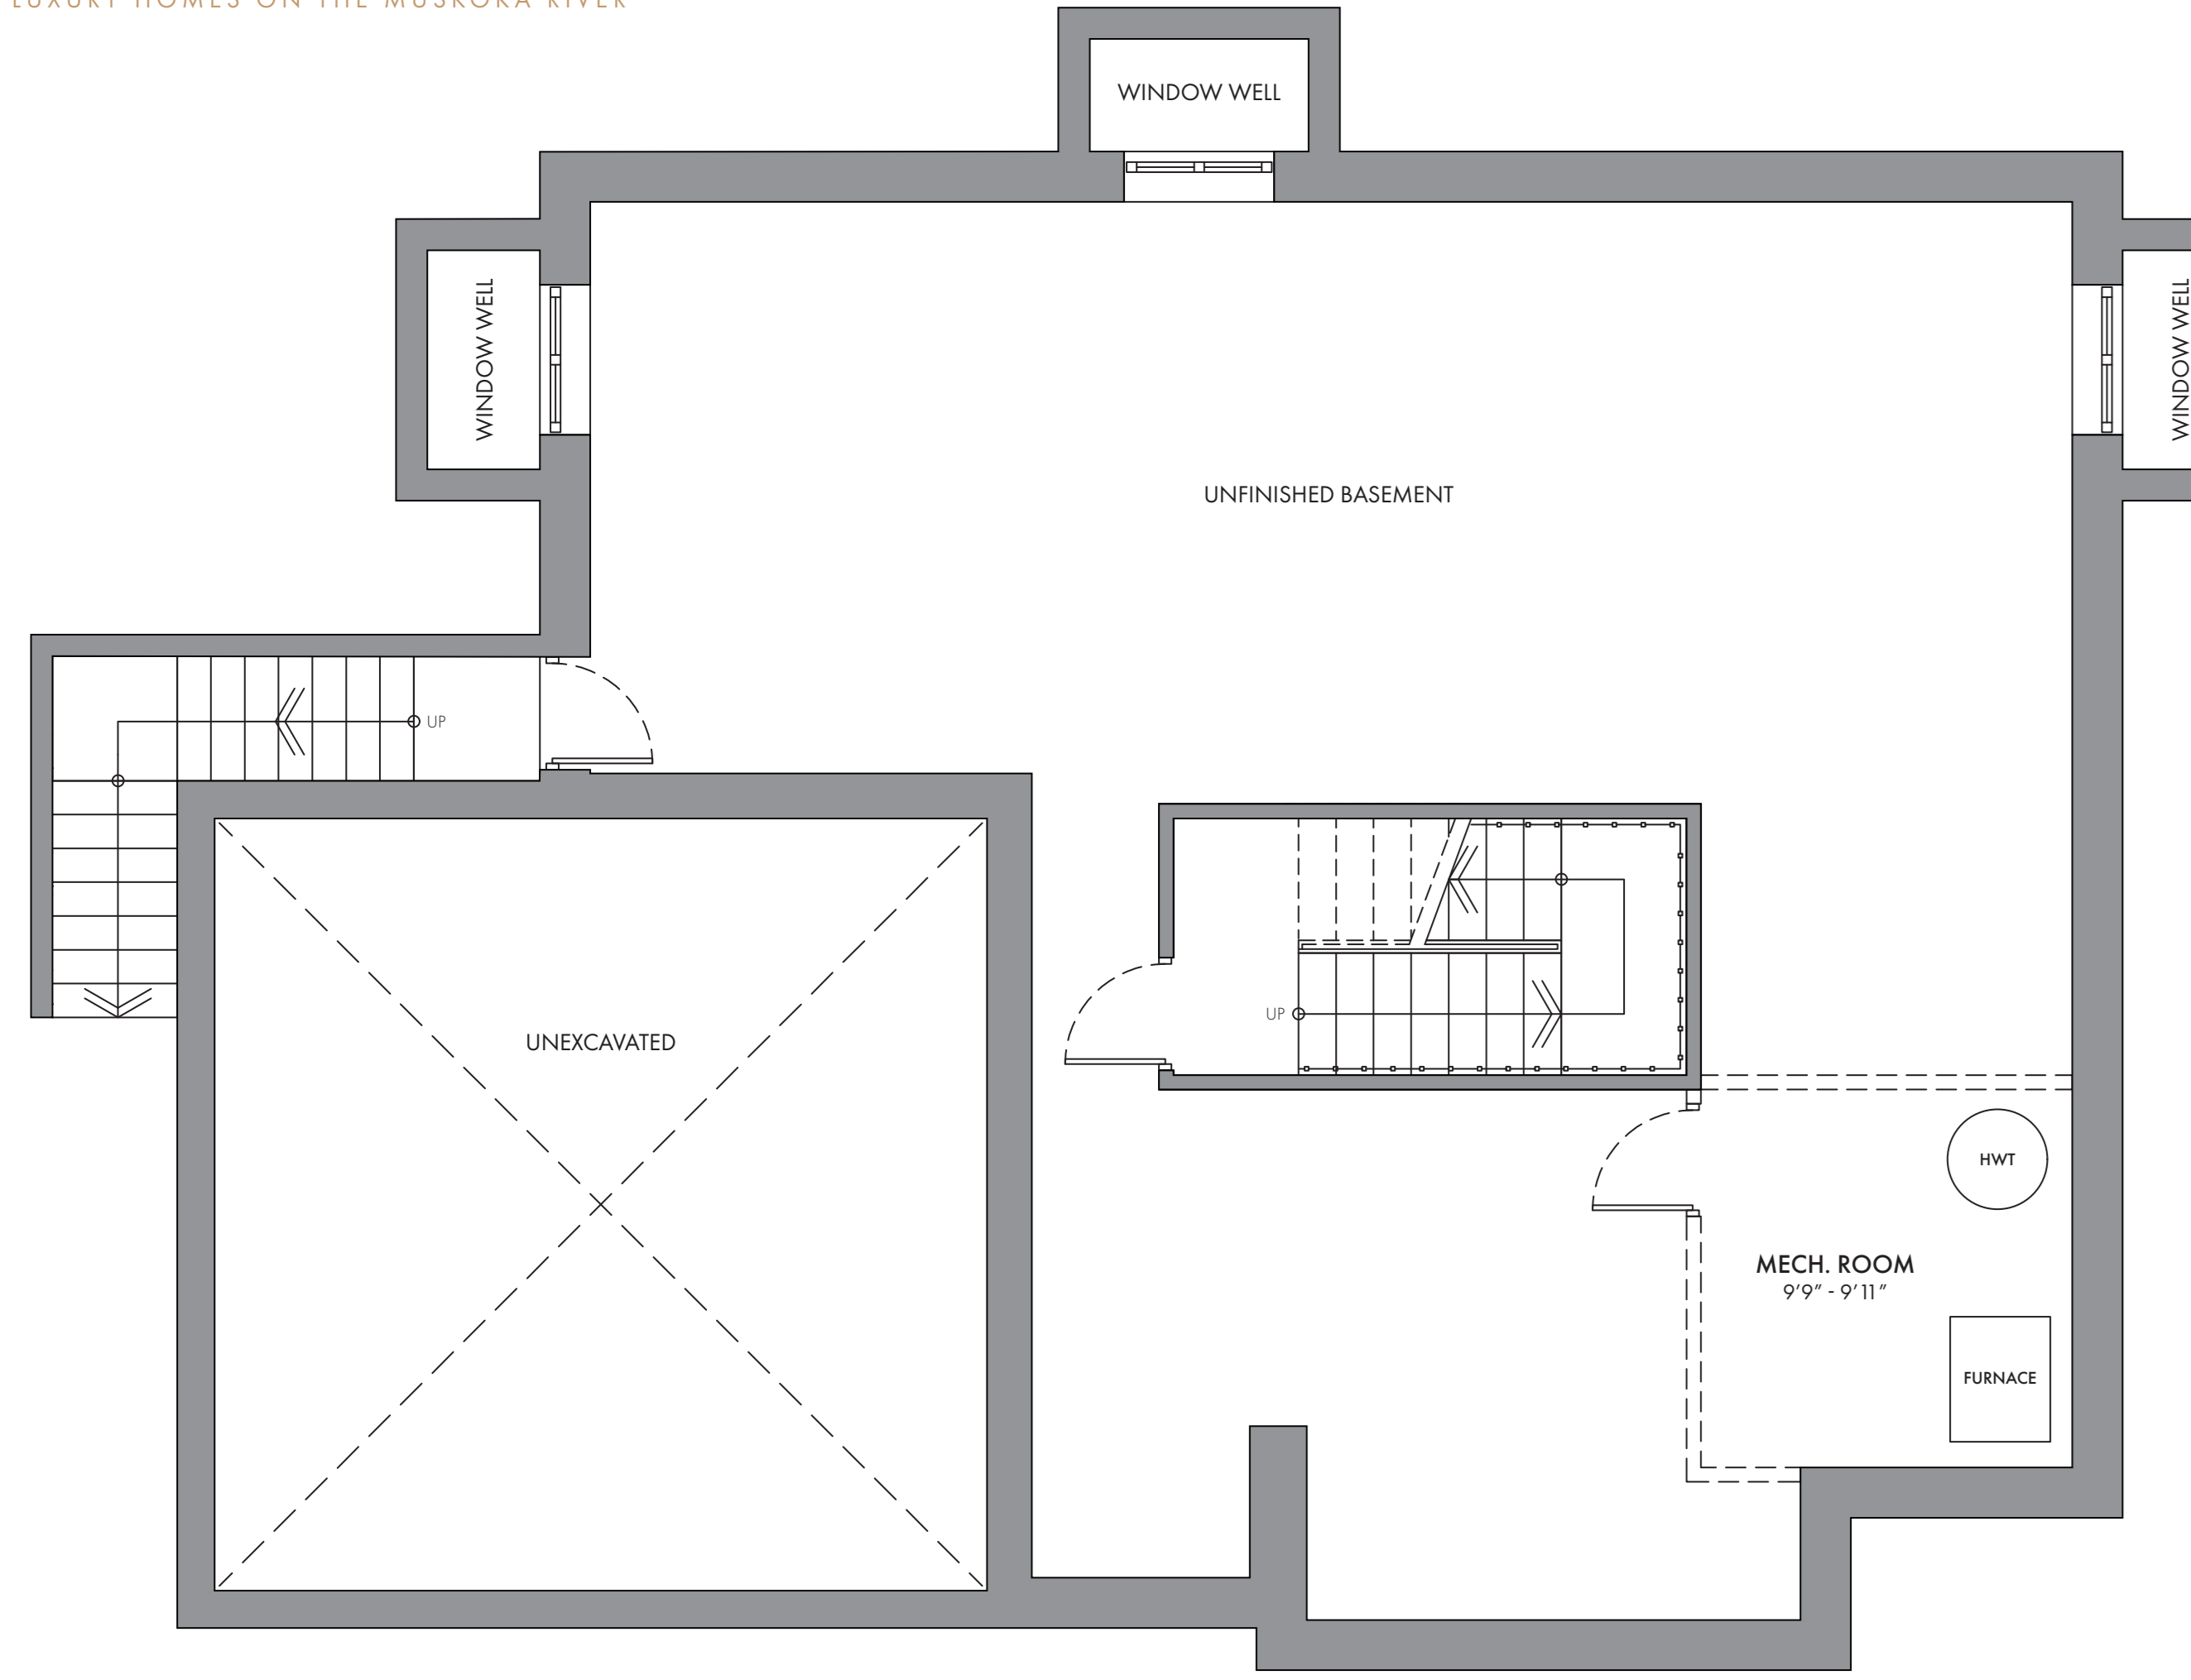 LUXURY HOMES ON THE MUSKOKA RIVER
WINDOW WELL
WINDOW WELL
WINDOW WELL
UNFINISHED BASEMENT
UP
UNEXCAVATED
UP
HWT
MECH. ROOM
9'9" - 9'11"
FURNACE